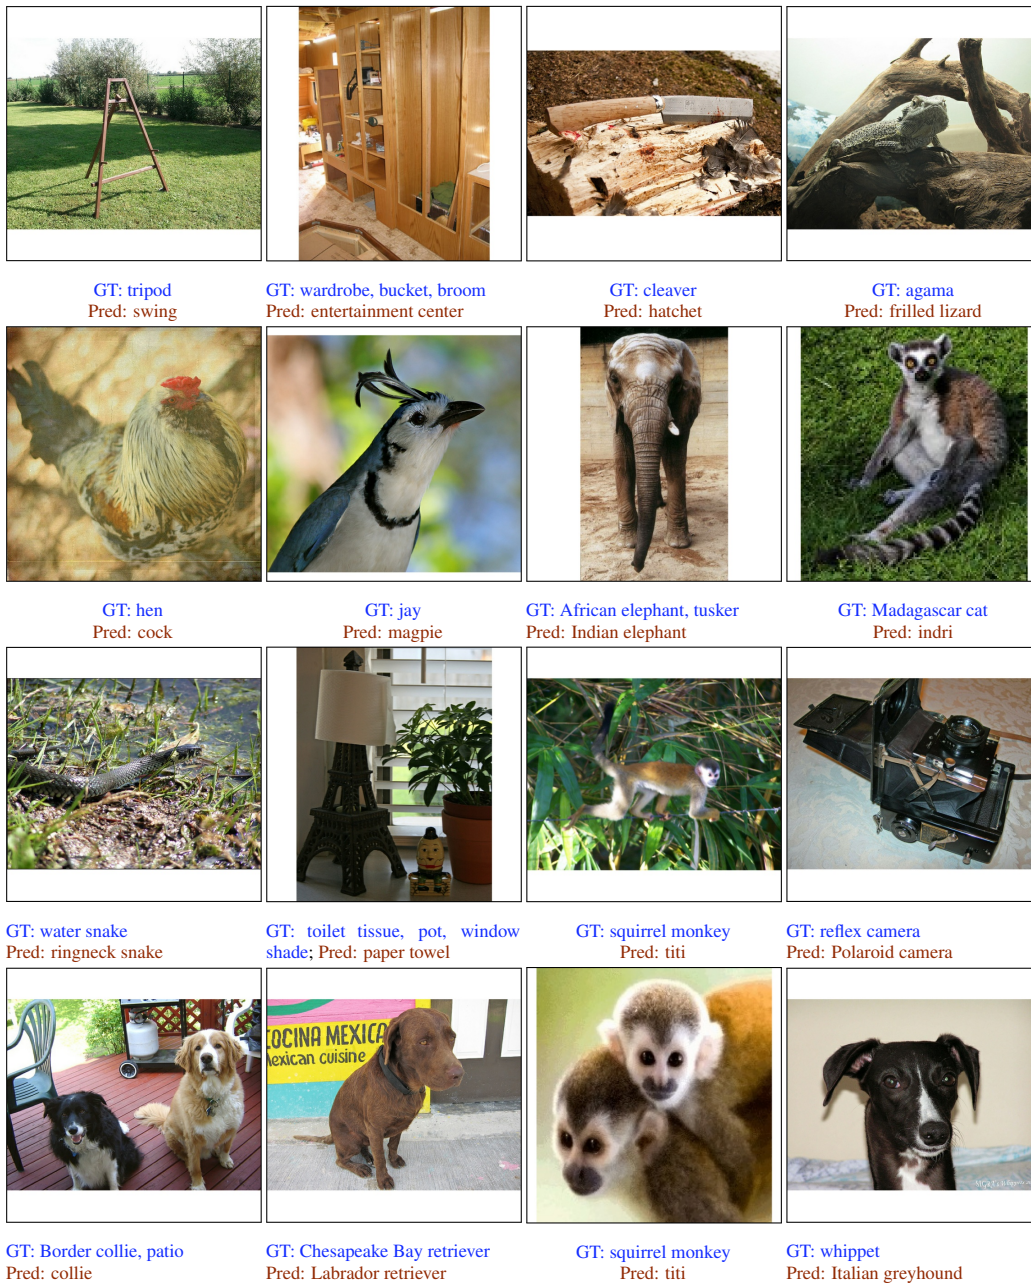 GT: tripod
Pred: swing
GT: wardrobe, bucket, broom
Pred: entertainment center
GT: cleaver
Pred: hatchet
GT: agama
Pred: frilled lizard
GT: hen
Pred: cock
GT: jay
Pred: magpie
GT: African elephant, tusker
Pred: Indian elephant
GT: Madagascar cat
Pred: indri
GT: water snake
Pred: ringneck snake
GT: toilet tissue, pot, window
shade; Pred: paper towel
GT: squirrel monkey
Pred: titi
GT: reflex camera
Pred: Polaroid camera
COCINA MEXICA
Mexican cuisine
GT: Border collie, patio
Pred: collie
GT: Chesapeake Bay retriever
Pred: Labrador retriever
GT: squirrel monkey
Pred: titi
GT: whippet
Pred: Italian greyhound